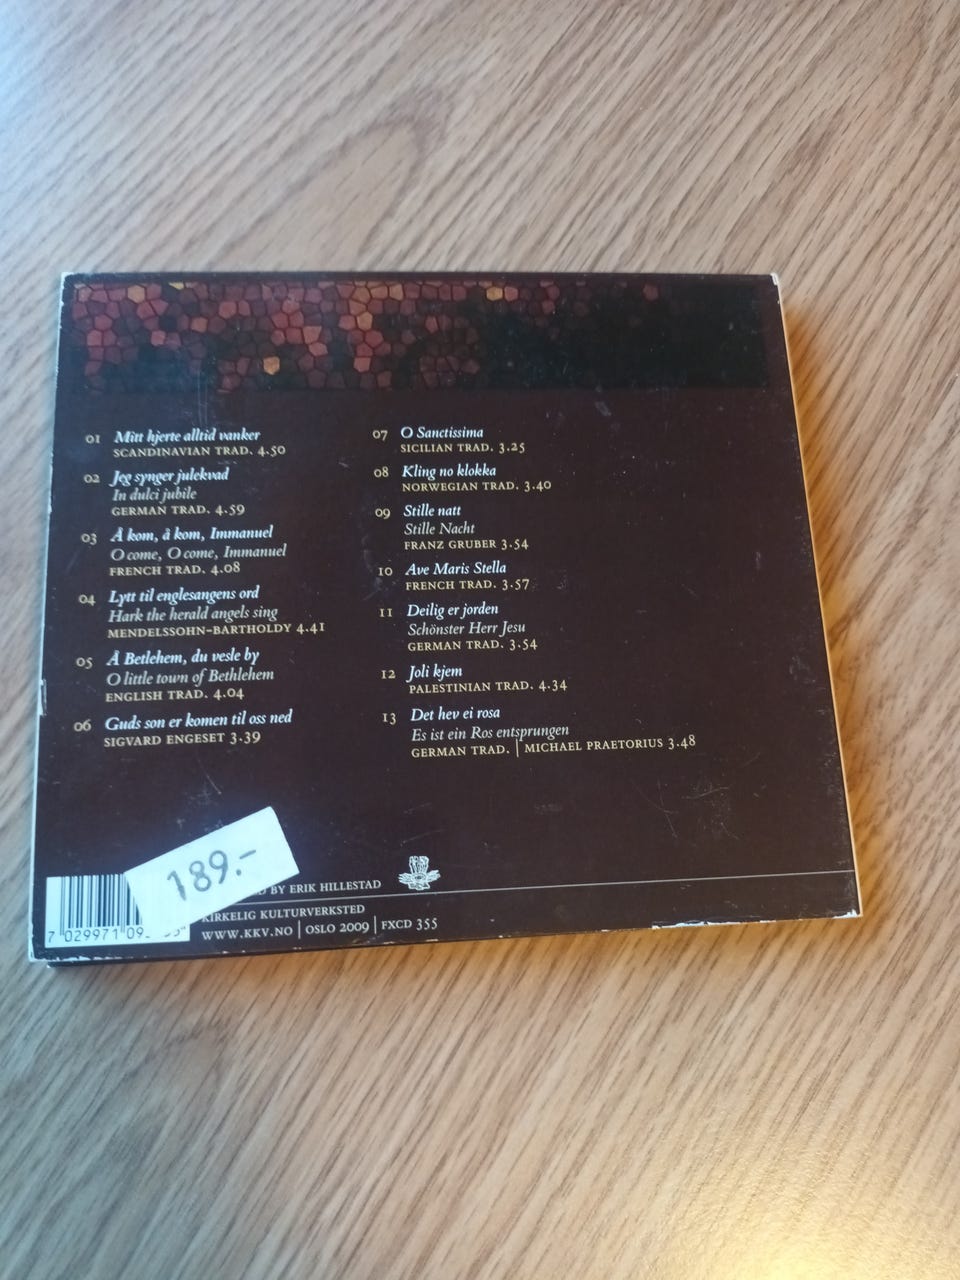 01 Mitt hjerte alltid vanker
SCANDINAVIAN TRAD. 4.50
02 Jeg synger julekvad
In dulci jubile
GERMAN TRAD. 4.59
03 Å kom, å kom, Immanuel
O come, O come, Immanuel
FRENCH TRAD. 4.08
04 Lytt til englesangens ord
Hark the herald angels sing
MENDELSSOHN-BARTHOLDY 4.41
05 Å Betlehem, du vesle by
O little town of Bethlehem
ENGLISH TRAD. 4.04
06 Guds son er komen til oss ned
SIGVARD ENGESET 3.39
07 O Sanctissima
SICILIAN TRAD. 3.25
08 Kling no klokka
NORWEGIAN TRAD. 3.40
09 Stille natt
Stille Nacht
FRANZ GRUBER 3.54
10 Ave Maris Stella
FRENCH TRAD. 3.57
11 Deilig er jorden
Schönster Herr Jesu
GERMAN TRAD. 3.54
12 Joli kjem
PALESTINIAN TRAD. 4.34
13 Det hev ei rosa
Es ist ein Ros entsprungen
GERMAN TRAD. | MICHAEL PRAETORIUS 3.48
189.-
BY ERIK HILLESTAD
KIRKELIG KULTURVERKSTED
WWW.KKV.NO | OSLO 2009 | FXCD 355
7 029971 09